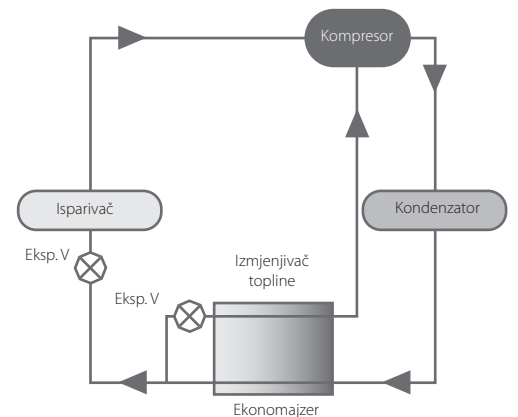 Kompresor
Isparivač
Kondenzator
Eksp. V
Izmjenjivač
topline
Eksp. V
Ekonomajzer